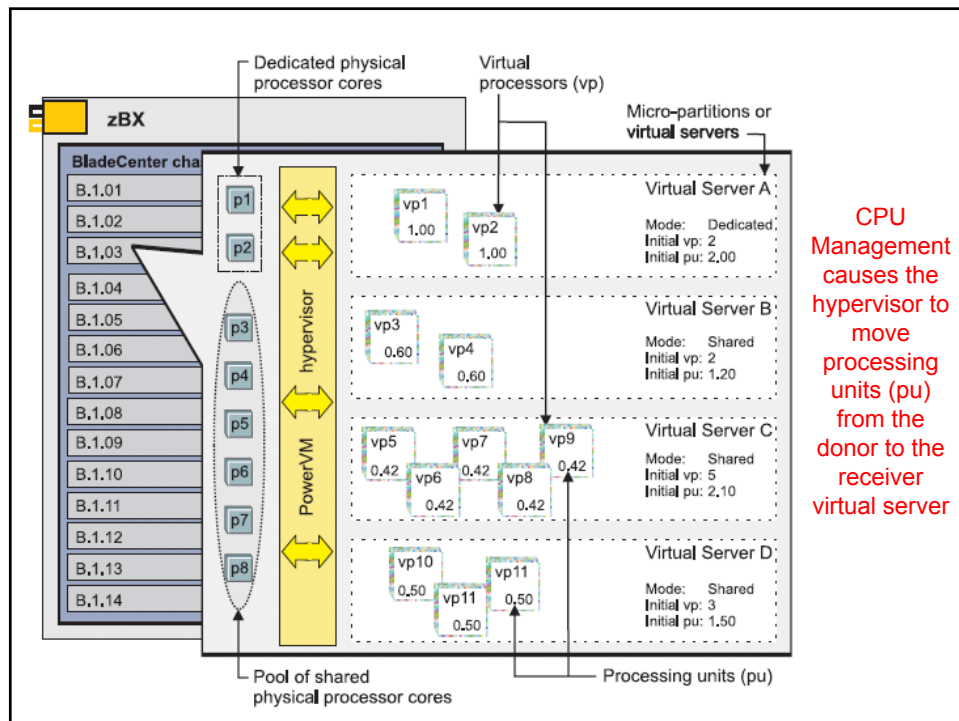 Dedicated physical
processor cores
Virtual
processors (vp)
Micro-partitions or
virtual servers
zBX
BladeCenter chas
B.1.01
B.1.02
B.1.03
B.1.04
B.1.05
B.1.06
B.1.07
B.1.08
B.1.09
B.1.10
B.1.11
B.1.12
B.1.13
B.1.14
p1
p2
p3
p4
p5
p6
p7
p8
PowerVM hypervisor
Virtual Server A
vp1
1.00
vp2
1.00
Mode: Dedicated
Initial vp: 2
Initial pu: 2.00
Virtual Server B
vp3
0.60
vp4
0.60
Mode: Shared
Initial vp: 2
Initial pu: 1.20
Virtual Server C
vp5
0.42
vp6
0.42
vp7
0.42
vp8
0.42
vp9
0.42
Mode: Shared
Initial vp: 5
Initial pu: 2.10
Virtual Server D
vp10
0.50
vp11
0.50
vp11
0.50
Mode: Shared
Initial vp: 3
Initial pu: 1.50
Pool of shared
physical processor cores
Processing units (pu)
CPU
Management
causes the
hypervisor to
move
processing
units (pu)
from the
donor to the
receiver
virtual server